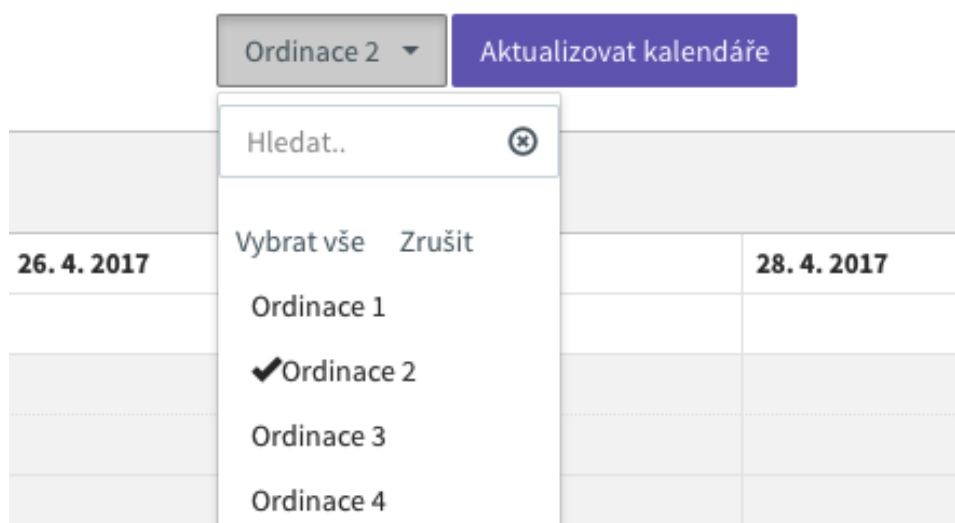 Ordinace 2
Aktualizovat kalendáře
Hledat..
Vybrat vše Zrušit
26. 4. 2017
28. 4. 2017
Ordinace 1
Ordinace 2
Ordinace 3
Ordinace 4